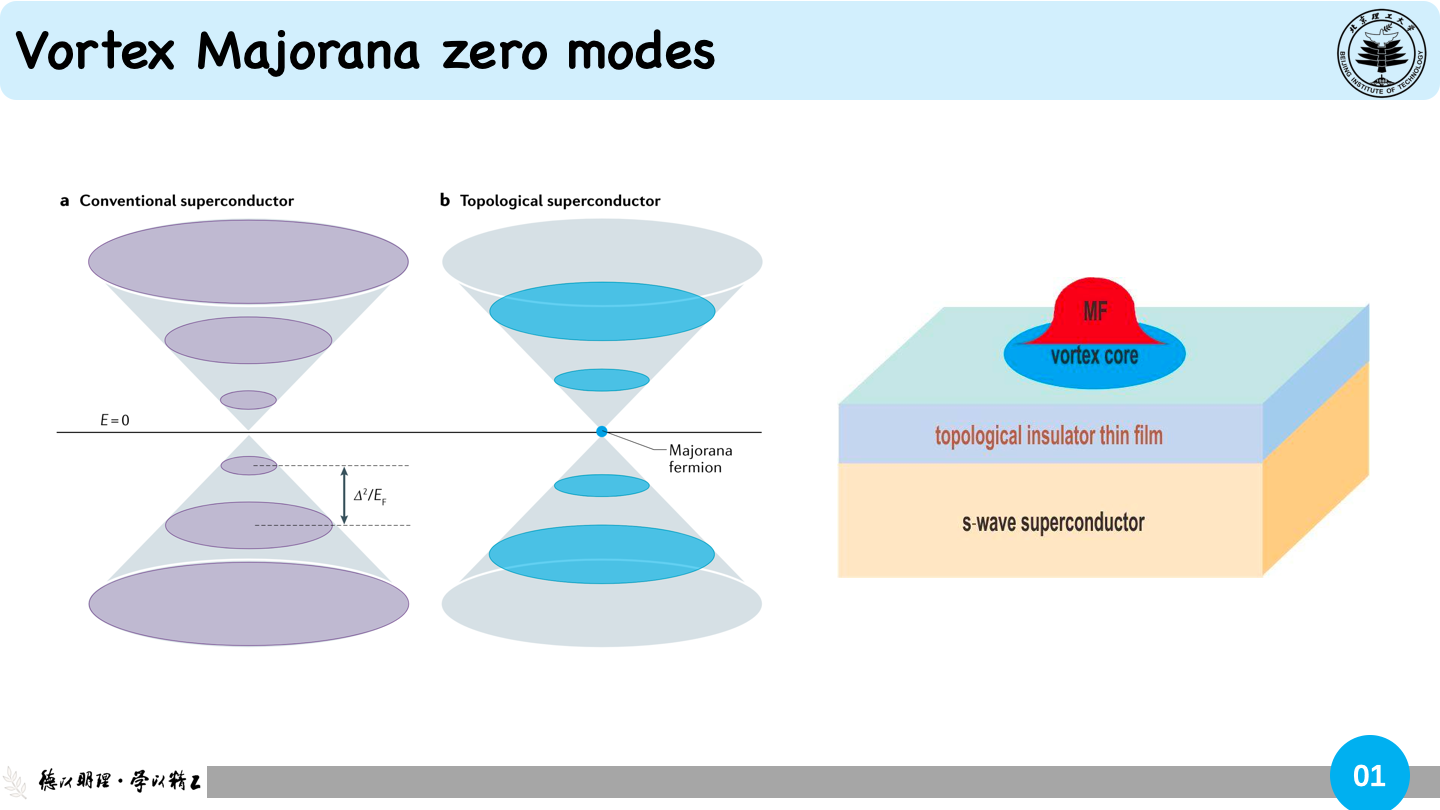 Vortex Majorana zero modes
北京理工大学
BEIJING INSTITUTE OF TECHNOLOGY
a Conventional superconductor
b Topological superconductor
E = 0
Majorana
fermion
Δ²/E_F
MF
vortex core
topological insulator thin film
s-wave superconductor
德以明理·学以精工
01